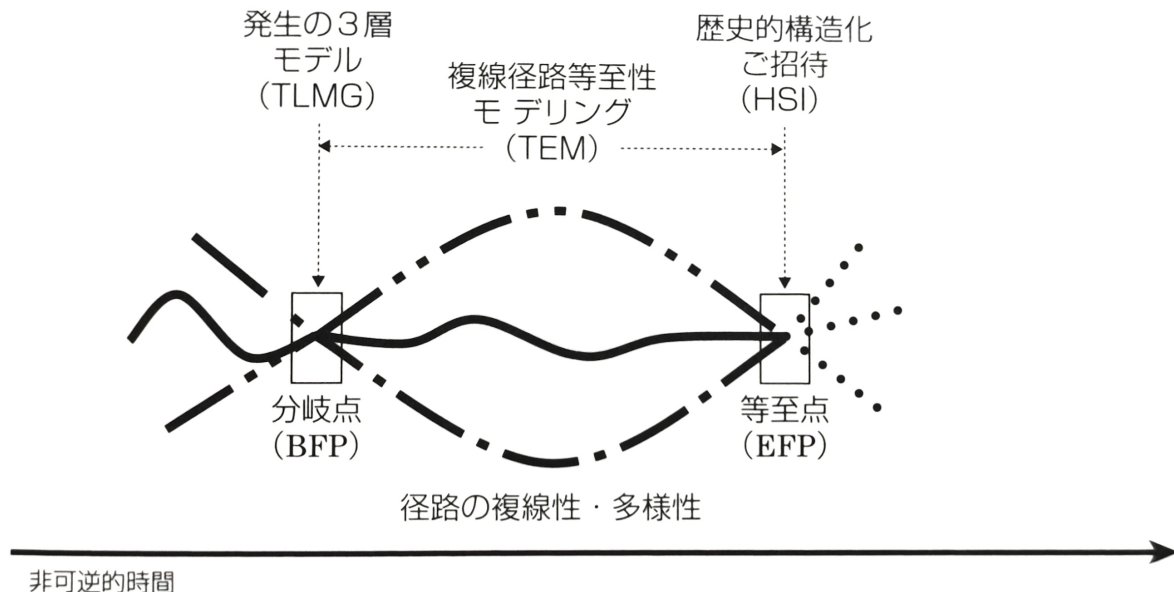 発生の３層
モデル
（TLMG）
複線径路等至性
モ デリング
（TEM）
歴史的構造化
ご招待
（HSI）
分岐点
（BFP）
等至点
（EFP）
径路の複線性・多様性
非可逆的時間